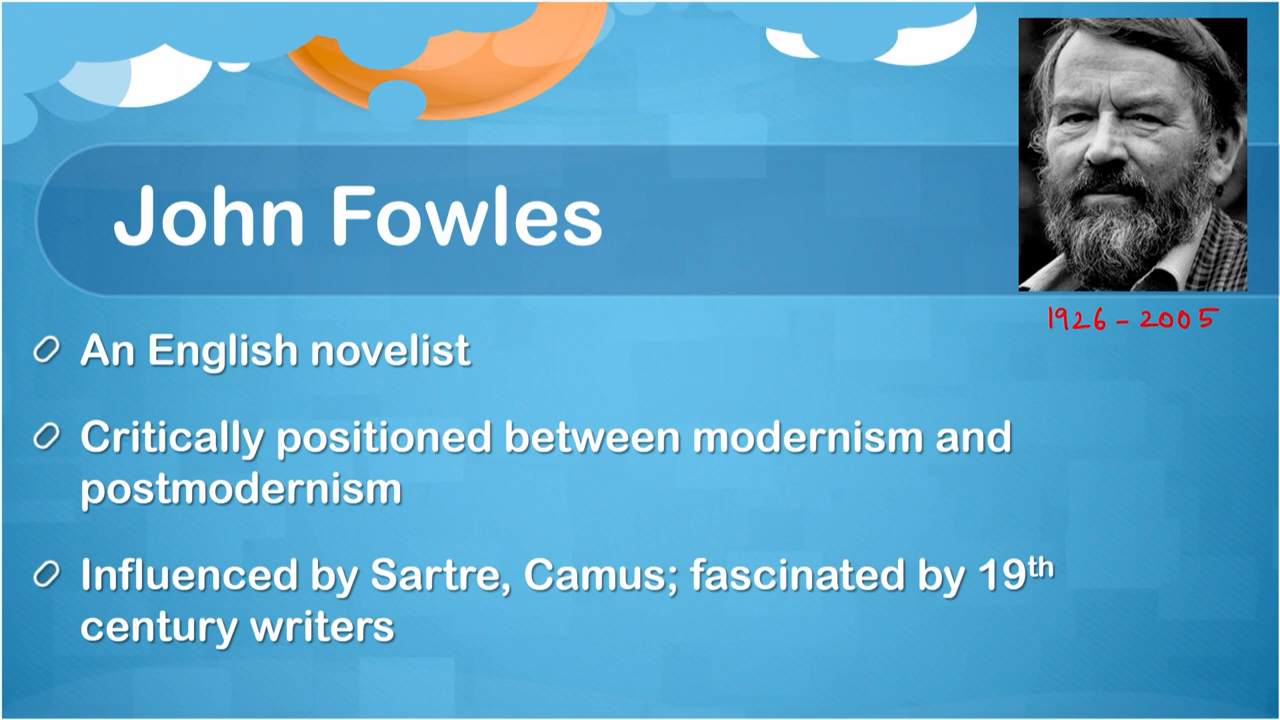 John Fowles
1926 - 2005
An English novelist
Critically positioned between modernism and
postmodernism
Influenced by Sartre, Camus; fascinated by 19th
century writers